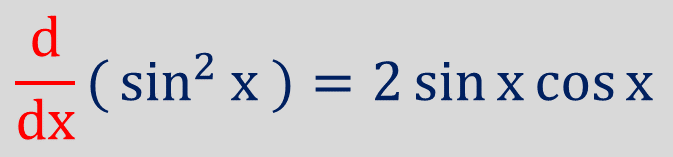 d/dx ( sin² x ) = 2 sin x cos x